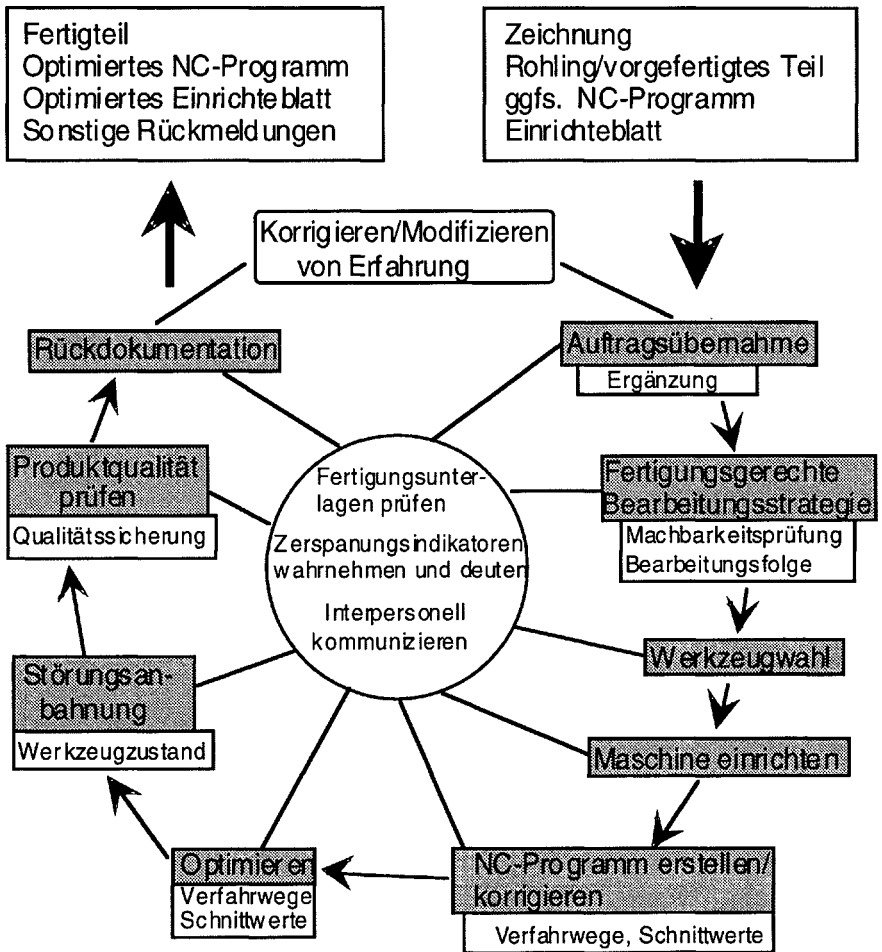 Fertigteil
Optimiertes NC-Programm
Optimiertes Einrichteblatt
Sonstige Rückmeldungen
Zeichnung
Rohling/vorgefertigtes Teil
ggfs. NC-Programm
Einrichteblatt
Korrigieren/Modifizieren
von Erfahrung
Rückdokumentation
Auftragsübernahme
Ergänzung
Produktqualität
prüfen
Qualitätssicherung
Fertigungsunter-
lagen prüfen
Zerspanungsindikatoren
wahrnehmen und deuten
Interpersonell
kommunizieren
Fertigungsgerechte
Bearbeitungsstrategie
Machbarkeitsprüfung
Bearbeitungsfolge
Störungsan-
bahnung
Werkzeugzustand
Werkzeugwahl
Maschine einrichten
Optimieren
Verfahrwege
Schnittwerte
NC-Programm erstellen/
korrigieren
Verfahrwege, Schnittwerte